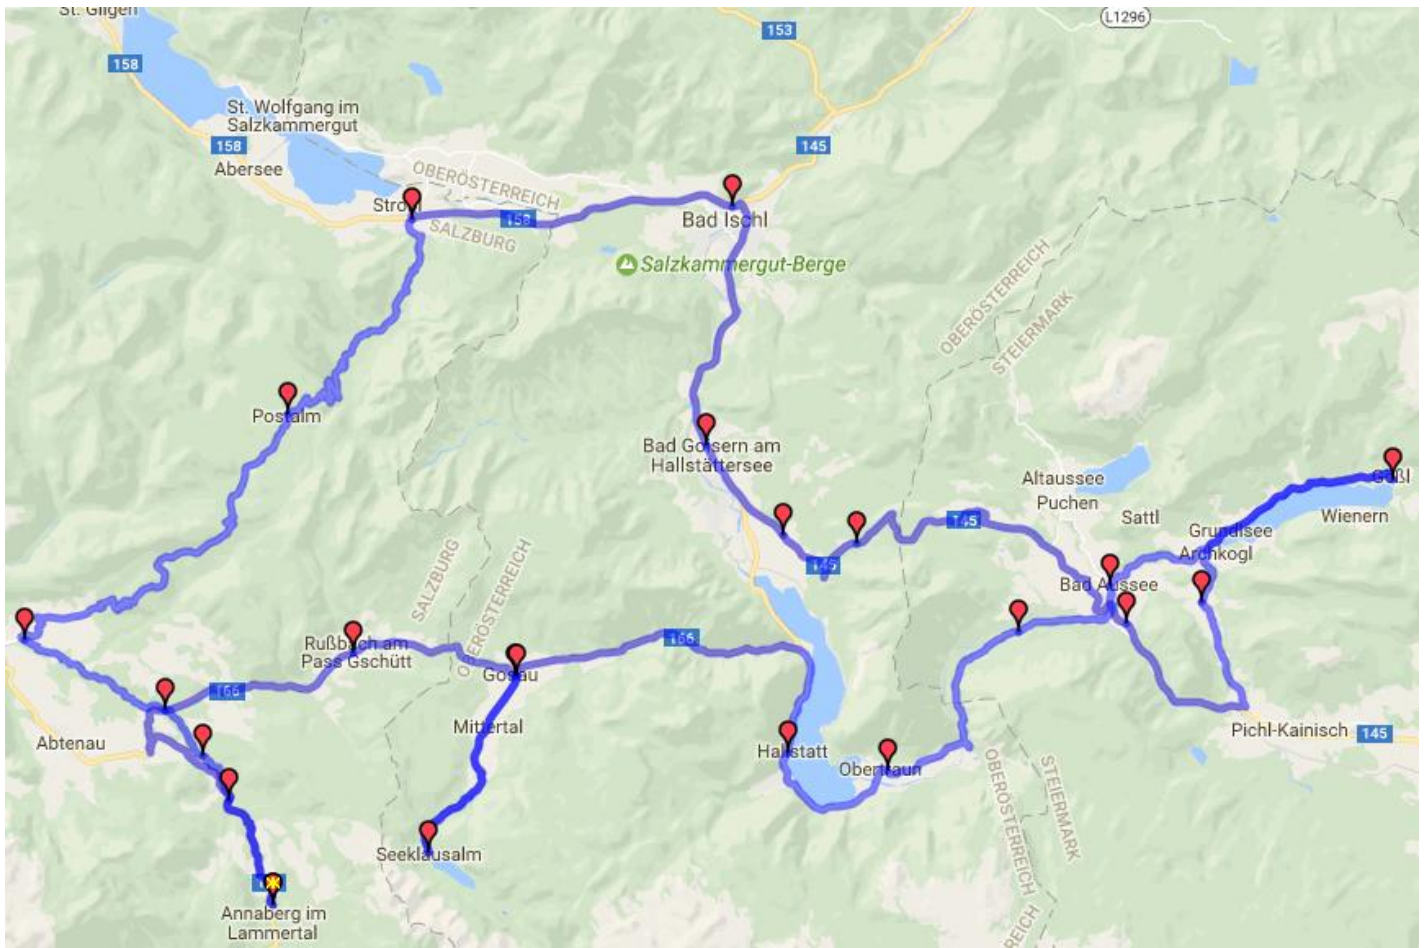 St. Gilgen
L1296
153
158
St. Wolfgang im
Salzkammergut
158
145
Abersee
OBERÖSTERREICH
Strobl
158
Bad Ischl
SALZBURG
Salzkammergut-Berge
OBERÖSTERREICH
STEIERMARK
Postalm
Bad Goisern am
Hallstättersee
Altaussee
Puchen
Gößl
Sattl
Wienern
145
Grundlsee
Archkogl
145
SALZBURG
OBERÖSTERREICH
Bad Aussee
Rußbach am
Pass Gschütt
166
Gosau
166
Mittertal
Abtenau
Hallstatt
Pichl-Kainisch
145
Obertraun
OBERÖSTERREICH
STEIERMARK
Seeklausalm
Annaberg im
Lammertal
REICH